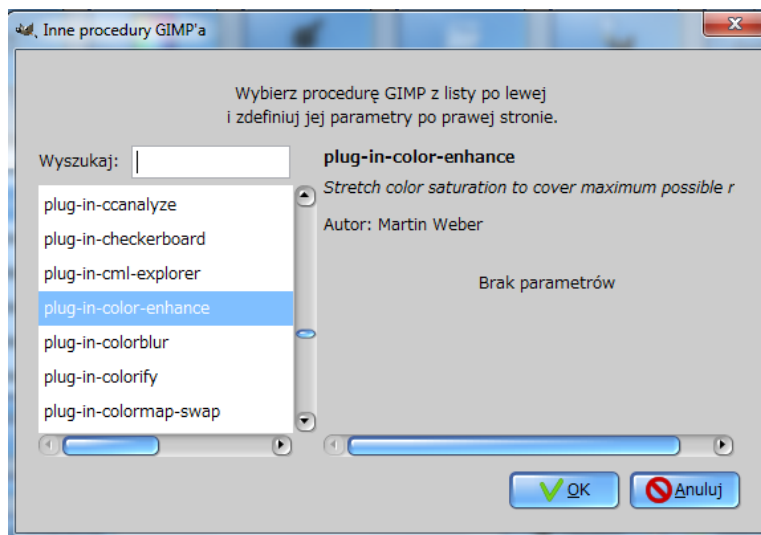 Inne procedury GIMP'a
Wybierz procedurę GIMP z listy po lewej
i zdefiniuj jej parametry po prawej stronie.
Wyszukaj:
plug-in-ccanalyze
plug-in-checkerboard
plug-in-cml-explorer
plug-in-color-enhance
plug-in-colorblur
plug-in-colorify
plug-in-colormap-swap
plug-in-color-enhance
Stretch color saturation to cover maximum possible r
Autor: Martin Weber
Brak parametrów
OK
Anuluj